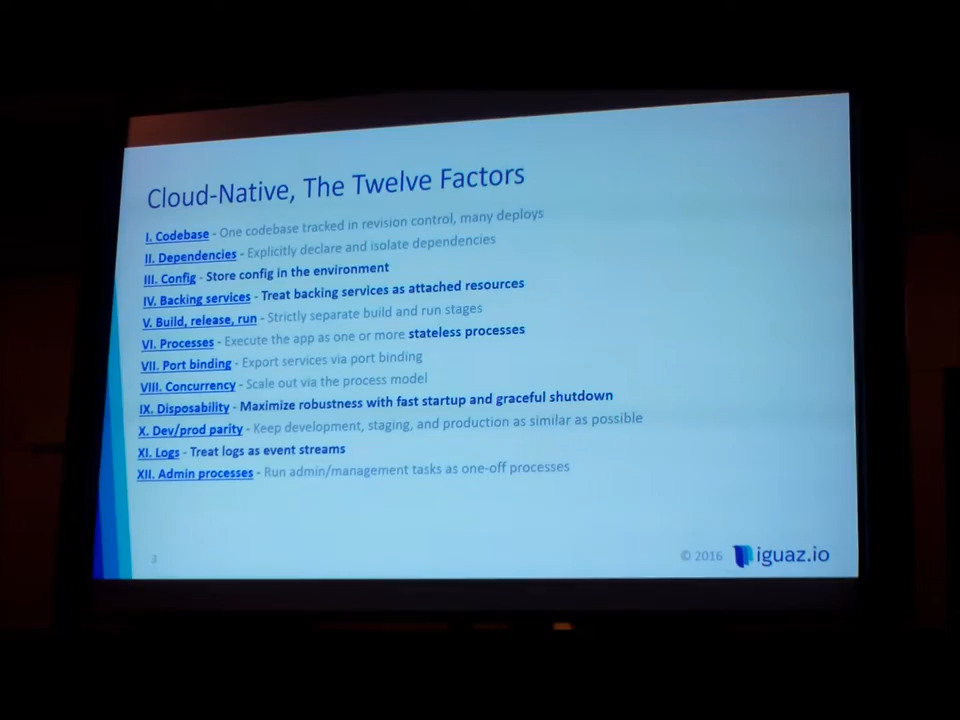 Cloud-Native, The Twelve Factors
I. Codebase - One codebase tracked in revision control, many deploys
II. Dependencies - Explicitly declare and isolate dependencies
III. Config - Store config in the environment
IV. Backing services - Treat backing services as attached resources
V. Build, release, run - Strictly separate build and run stages
VI. Processes - Execute the app as one or more stateless processes
VII. Port binding - Export services via port binding
VIII. Concurrency - Scale out via the process model
IX. Disposability - Maximize robustness with fast startup and graceful shutdown
X. Dev/prod parity - Keep development, staging, and production as similar as possible
XI. Logs - Treat logs as event streams
XII. Admin processes - Run admin/management tasks as one-off processes
3
© 2016 iguaz.io